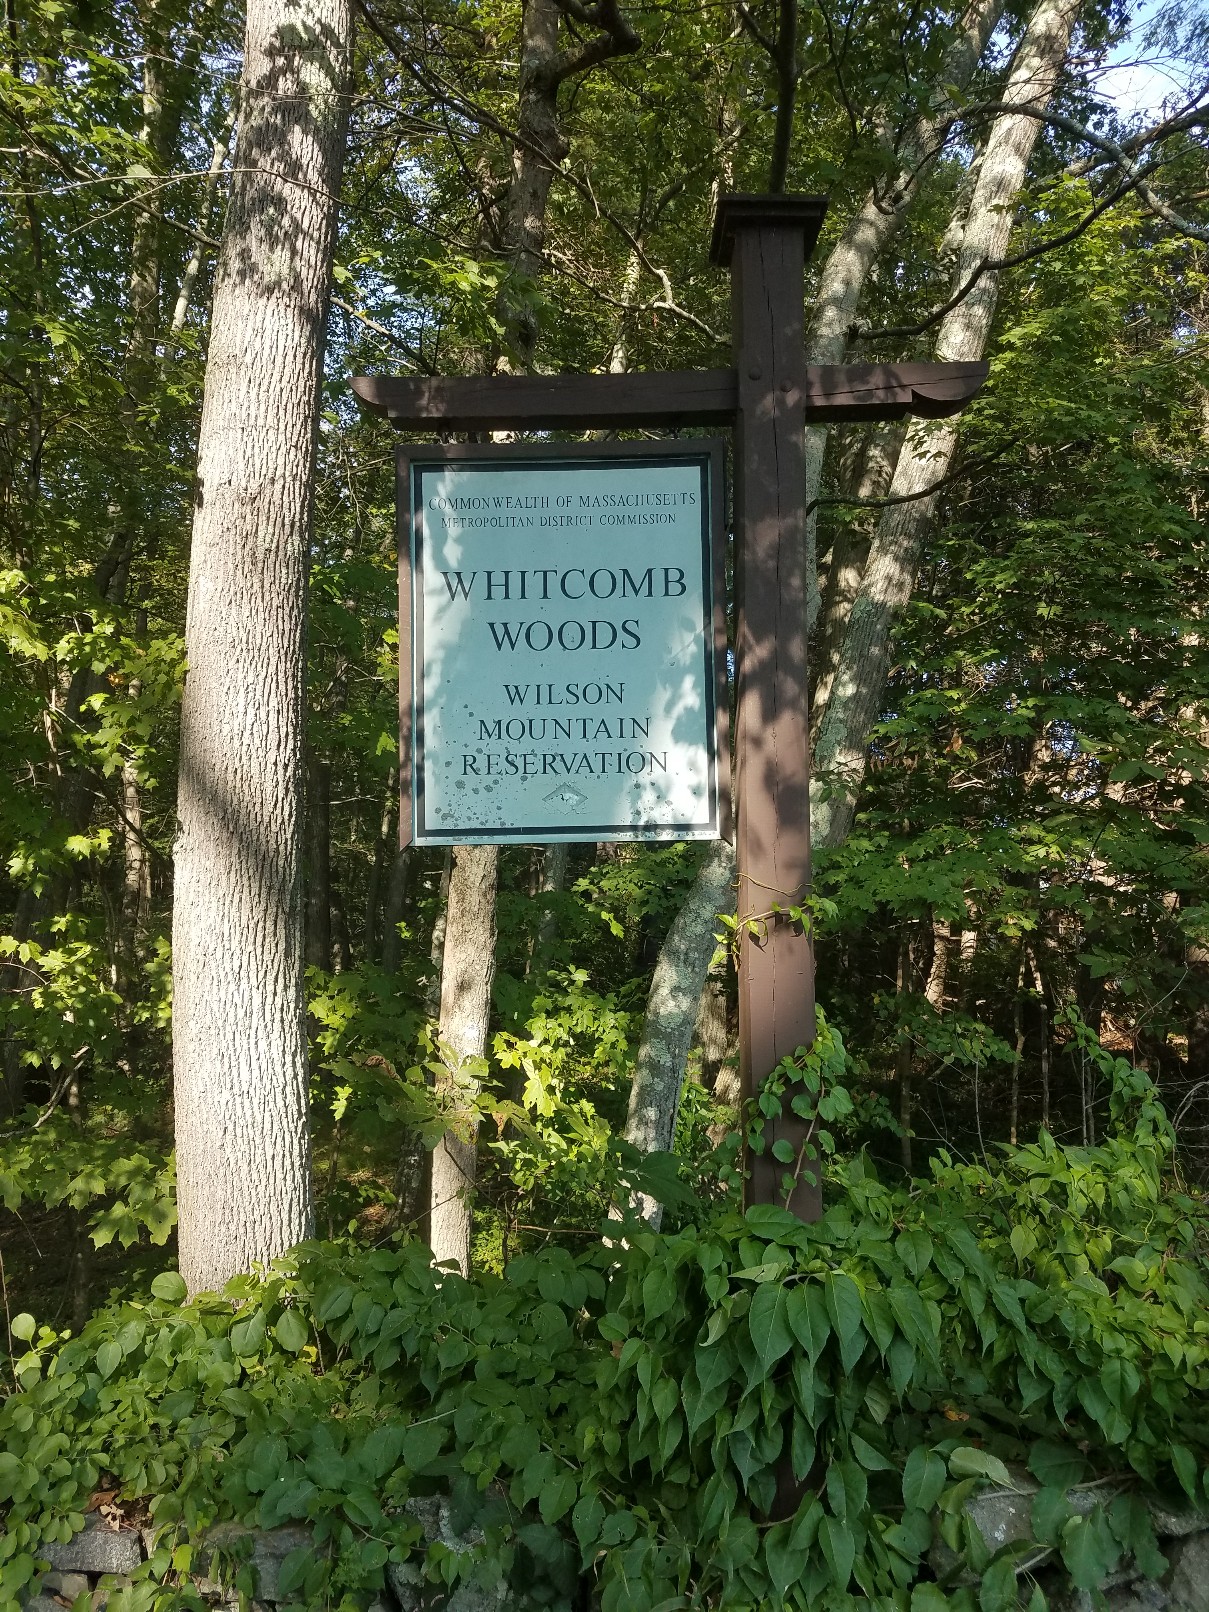 COMMONWEALTH OF MASSACHUSETTS
METROPOLITAN DISTRICT COMMISSION
WHITCOMB
WOODS
WILSON
MOUNTAIN
RESERVATION